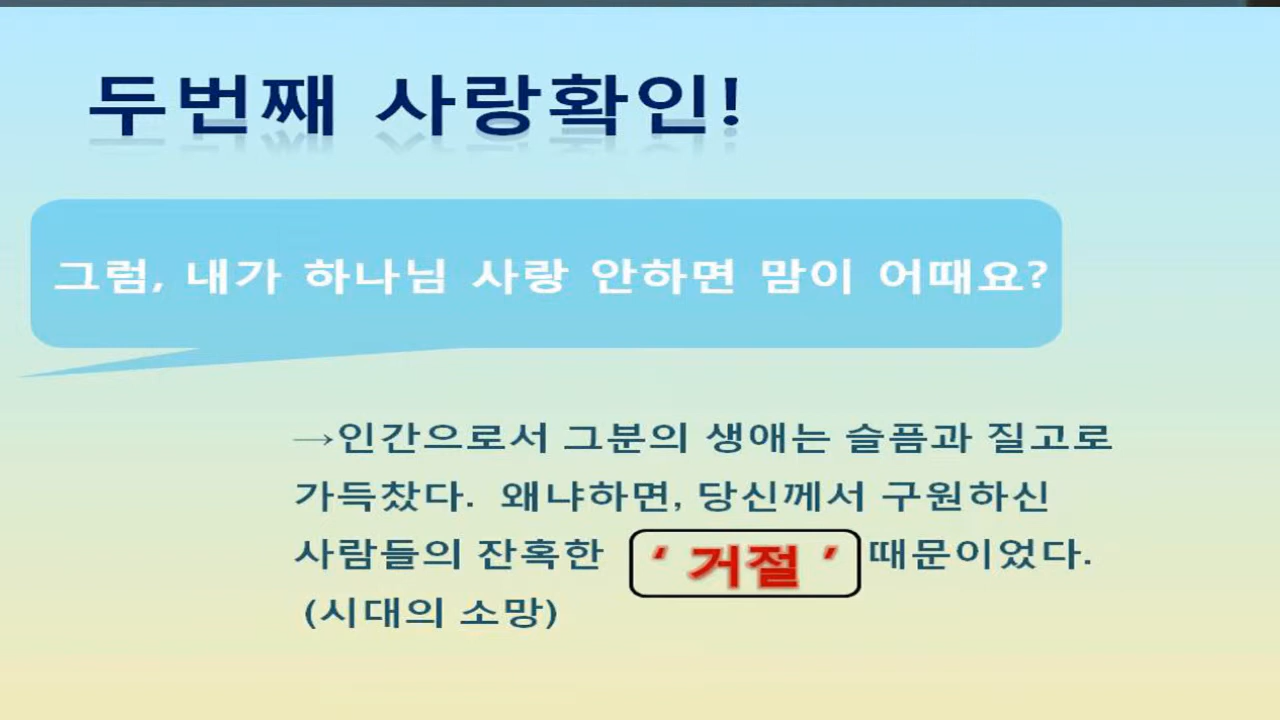 두번째 사랑확인!
그럼, 내가 하나님 사랑 안하면 맘이 어때요?
→인간으로서 그분의 생애는 슬픔과 질고로
가득찼다. 왜냐하면, 당신께서 구원하신
사람들의 잔혹한 ‘ 거절 ’ 때문이었다.
(시대의 소망)